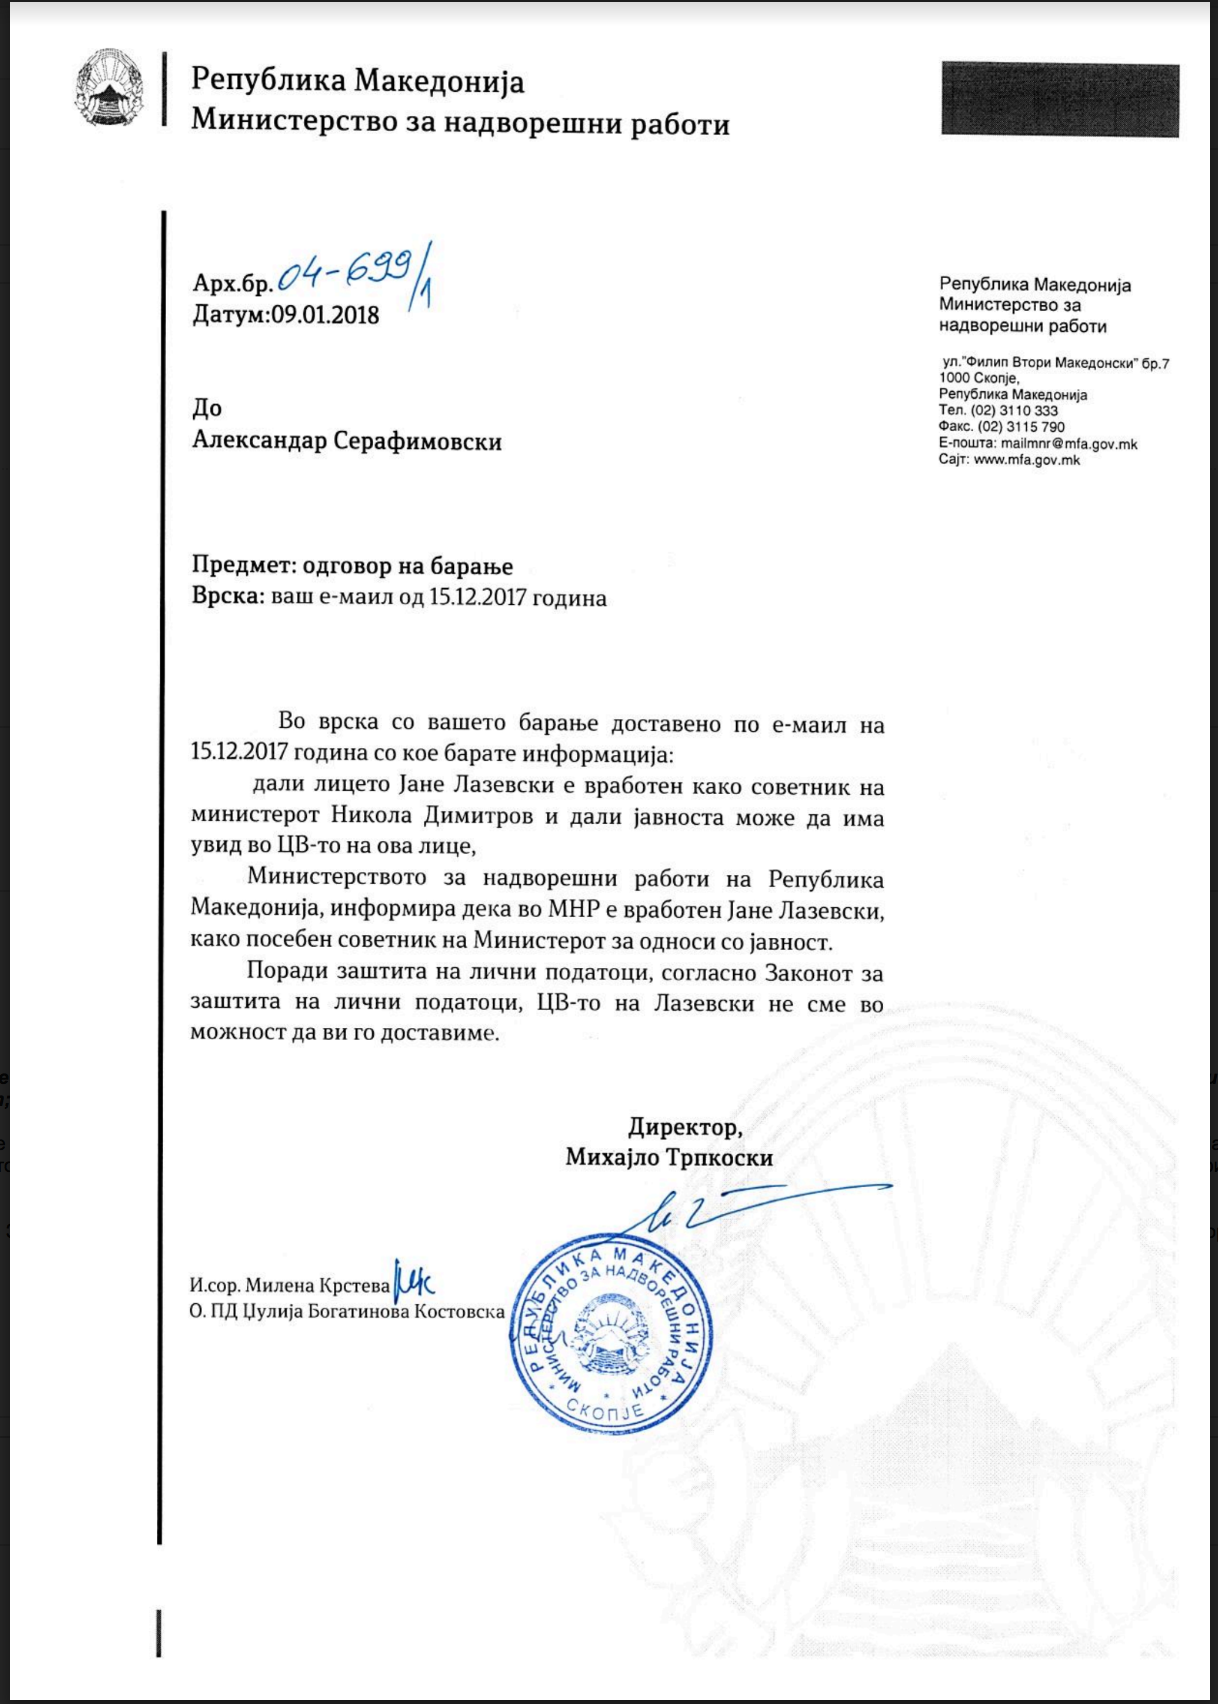 Република Македонија
Министерство за надворешни работи
Арх.бр. 04-699/1
Датум:09.01.2018
Република Македонија
Министерство за
надворешни работи
ул."Филип Втори Македонски" бр.7
1000 Скопје,
Република Македонија
Тел. (02) 3110 333
Факс. (02) 3115 790
Е-пошта: mailmnr@mfa.gov.mk
Сајт: www.mfa.gov.mk
До
Александар Серафимовски
Предмет: одговор на барање
Врска: ваш е-маил од 15.12.2017 година
Во врска со вашето барање доставено по е-маил на
15.12.2017 година со кое барате информација:
дали лицето Јане Лазевски е вработен како советник на
министерот Никола Димитров и дали јавноста може да има
увид во ЦВ-то на ова лице,
Министерството за надворешни работи на Република
Македонија, информира дека во МНР е вработен Јане Лазевски,
како посебен советник на Министерот за односи со јавност.
Поради заштита на лични податоци, согласно Законот за
заштита на лични податоци, ЦВ-то на Лазевски не сме во
можност да ви го доставиме.
Директор,
Михајло Трпкоски
И.сор. Милена Крстева
О. ПД Џулија Богатинова Костовска
РЕПУБЛИКА МАКЕДОНИЈА
МИНИСТЕРСТВО ЗА НАДВОРЕШНИ РАБОТИ
СКОПЈЕ